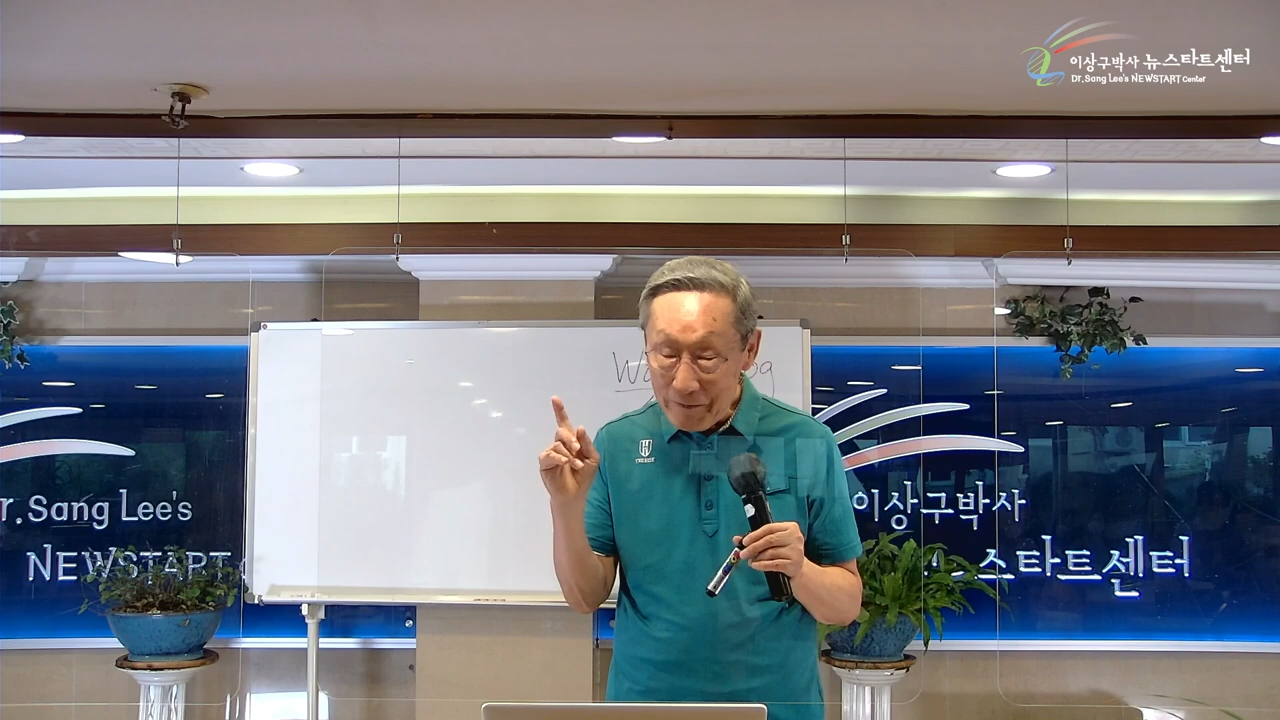 이상구박사 뉴스타트센터
Dr. Sang Lee's NEWSTART Center
r. Sang Lee's
NEWSTART
이상구박사
스타트센터